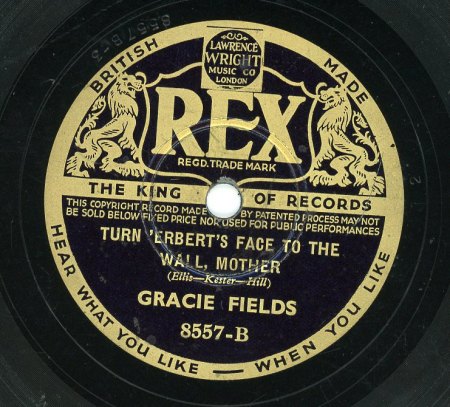 8557B
BRITISH MADE
LAWRENCE
WRIGHT
MUSIC CO
LONDON
REX
REGD. TRADE MARK
THE KING OF RECORDS
THIS COPYRIGHT RECORD MADE BY PATENTED PROCESS MAY NOT
BE SOLD BELOW FIXED PRICE NOR USED FOR PUBLIC PERFORMANCES
TURN 'ERBERT'S FACE TO THE
WALL, MOTHER
(Ellis—Kester—Hill)
GRACIE FIELDS
8557-B
HEAR WHAT YOU LIKE — WHEN YOU LIKE